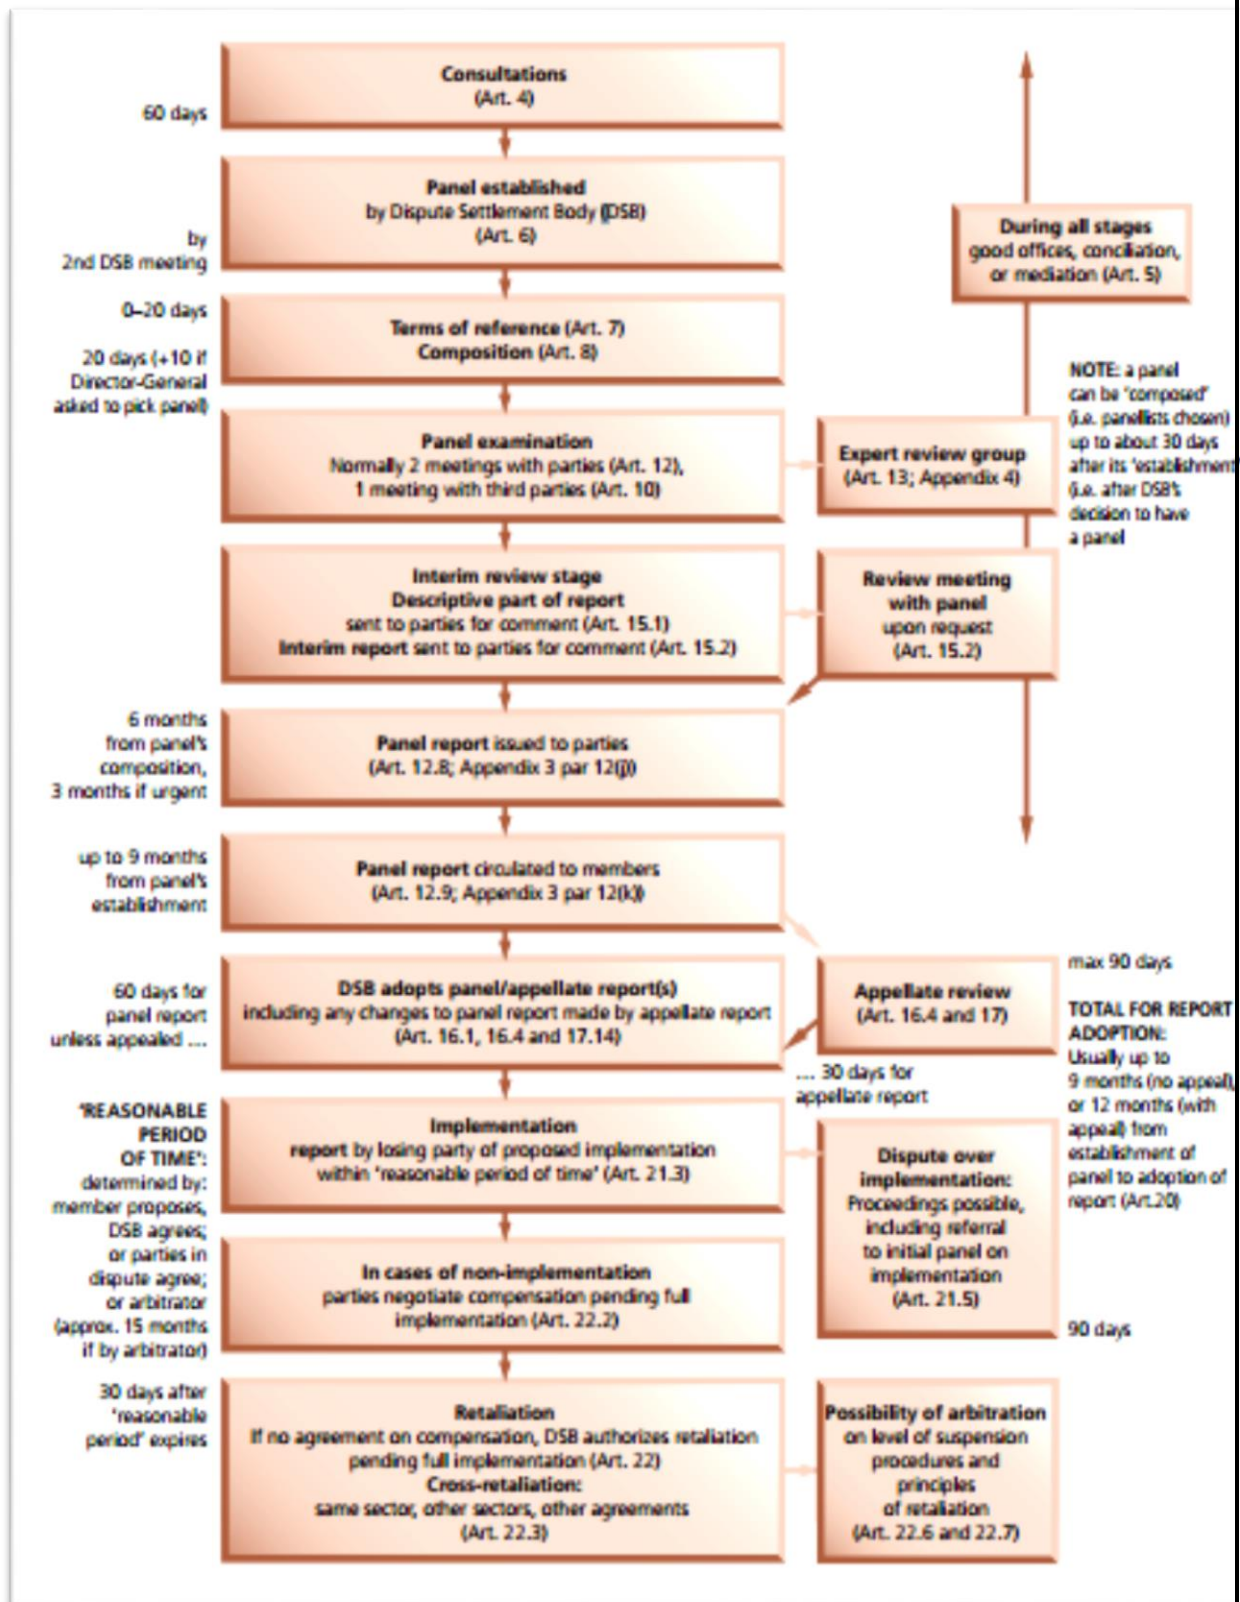 Consultations
(Art. 4)
60 days
Panel established
by Dispute Settlement Body (DSB)
(Art. 6)
by
2nd DSB meeting
During all stages
good offices, conciliation,
or mediation (Art. 5)
0–20 days
Terms of reference (Art. 7)
Composition (Art. 8)
20 days (+10 if
Director-General
asked to pick panel)
NOTE: a panel
can be 'composed'
(i.e. panellists chosen)
up to about 30 days
after its 'establishment'
(i.e. after DSB's
decision to have
a panel
Panel examination
Normally 2 meetings with parties (Art. 12),
1 meeting with third parties (Art. 10)
Expert review group
(Art. 13; Appendix 4)
Interim review stage
Descriptive part of report
sent to parties for comment (Art. 15.1)
Interim report sent to parties for comment (Art. 15.2)
Review meeting
with panel
upon request
(Art. 15.2)
6 months
from panel's
composition,
3 months if urgent
Panel report issued to parties
(Art. 12.8; Appendix 3 par 12(j))
up to 9 months
from panel's
establishment
Panel report circulated to members
(Art. 12.9; Appendix 3 par 12(k))
60 days for
panel report
unless appealed ...
DSB adopts panel/appellate report(s)
including any changes to panel report made by appellate report
(Art. 16.1, 16.4 and 17.14)
Appellate review
(Art. 16.4 and 17)
max 90 days
... 30 days for
appellate report
TOTAL FOR REPORT
ADOPTION:
Usually up to
9 months (no appeal),
or 12 months (with
appeal) from
establishment of
panel to adoption of
report (Art.20)
'REASONABLE
PERIOD
OF TIME':
determined by:
member proposes,
DSB agrees;
or parties in
dispute agree;
or arbitrator
(approx. 15 months
if by arbitrator)
Implementation
report by losing party of proposed implementation
within 'reasonable period of time' (Art. 21.3)
Dispute over
implementation:
Proceedings possible,
including referral
to initial panel on
implementation
(Art. 21.5)
90 days
In cases of non-implementation
parties negotiate compensation pending full
implementation (Art. 22.2)
30 days after
'reasonable
period' expires
Retaliation
If no agreement on compensation, DSB authorizes retaliation
pending full implementation (Art. 22)
Cross-retaliation:
same sector, other sectors, other agreements
(Art. 22.3)
Possibility of arbitration
on level of suspension
procedures and
principles
of retaliation
(Art. 22.6 and 22.7)